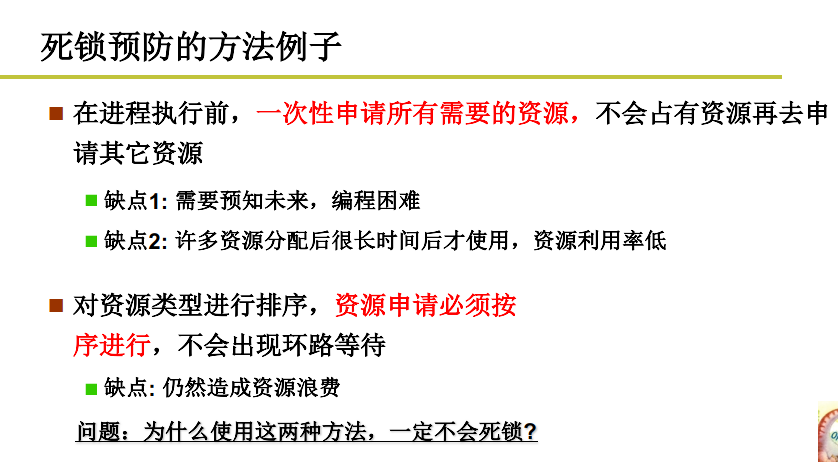 死锁预防的方法例子
在进程执行前，一次性申请所有需要的资源，不会占有资源再去申
请其它资源
缺点1: 需要预知未来，编程困难
缺点2: 许多资源分配后很长时间后才使用，资源利用率低
对资源类型进行排序，资源申请必须按
序进行，不会出现环路等待
缺点: 仍然造成资源浪费
问题：为什么使用这两种方法，一定不会死锁?